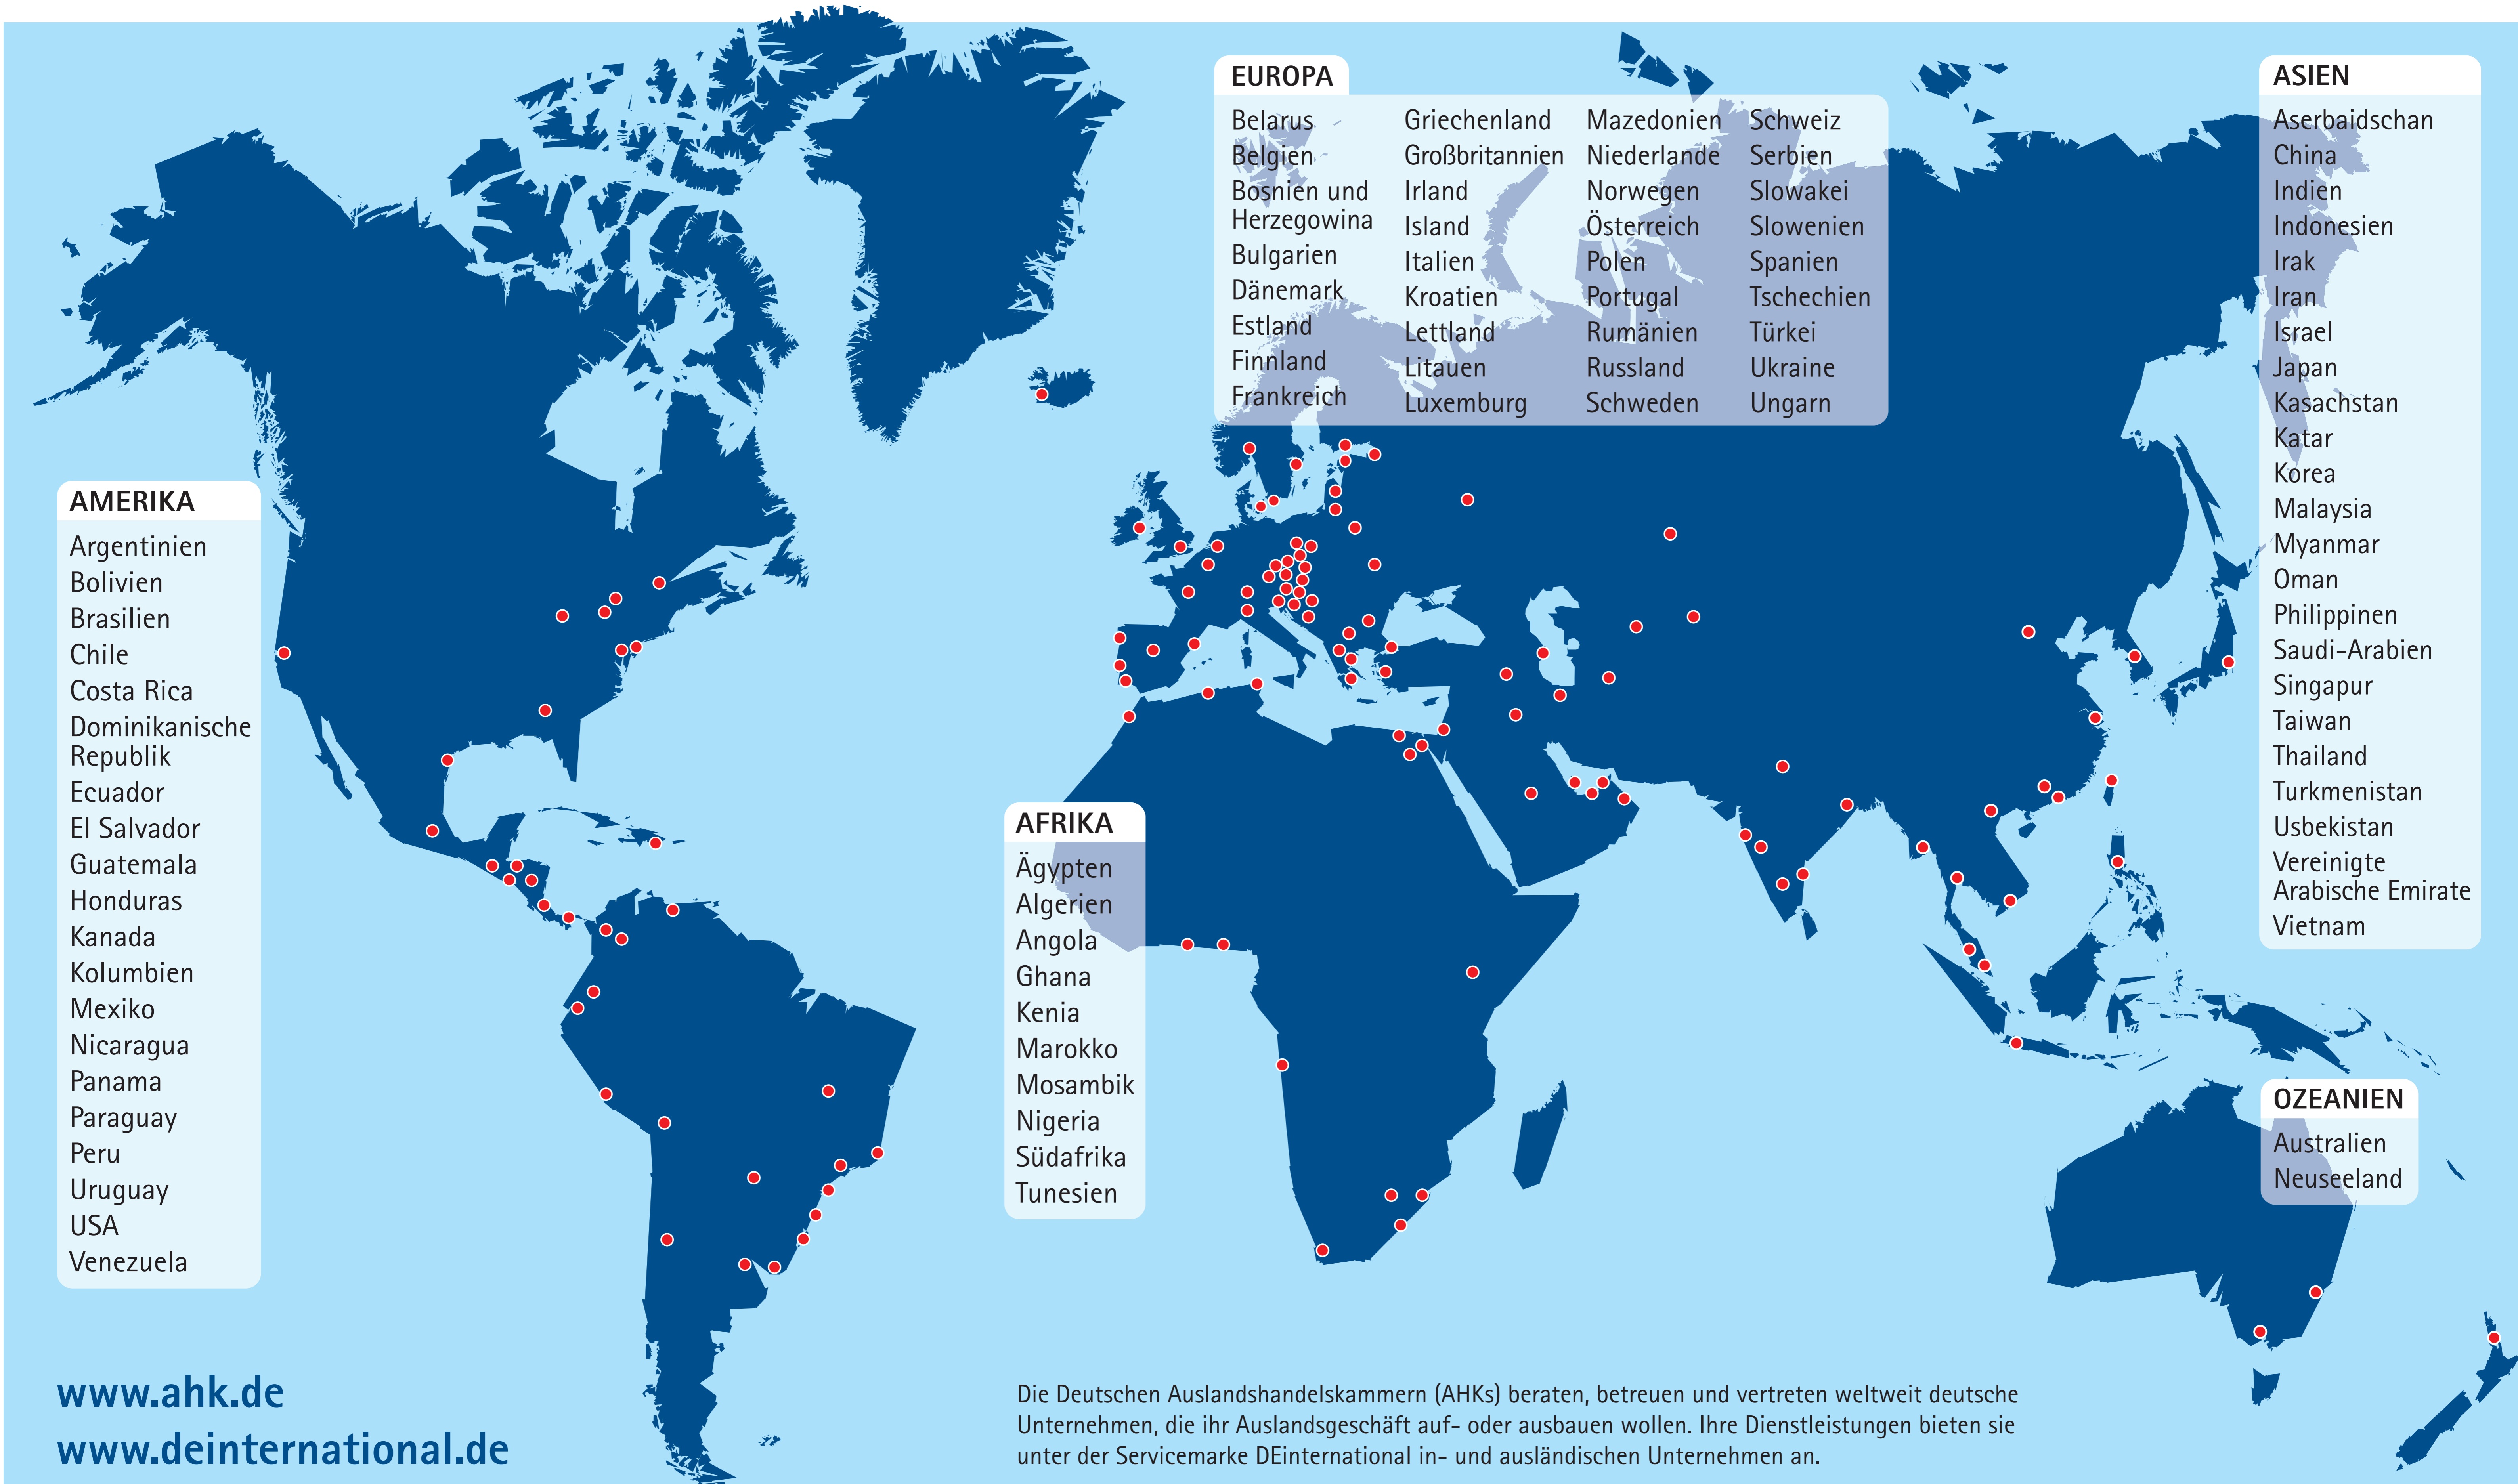 EUROPA
Belarus
Belgien
Bosnien und
Herzegowina
Bulgarien
Dänemark
Estland
Finnland
Frankreich
Griechenland
Großbritannien
Irland
Island
Italien
Kroatien
Lettland
Litauen
Luxemburg
Mazedonien
Niederlande
Norwegen
Österreich
Polen
Portugal
Rumänien
Russland
Schweden
Schweiz
Serbien
Slowakei
Slowenien
Spanien
Tschechien
Türkei
Ukraine
Ungarn
ASIEN
Aserbaidschan
China
Indien
Indonesien
Irak
Iran
Israel
Japan
Kasachstan
Katar
Korea
Malaysia
Myanmar
Oman
Philippinen
Saudi-Arabien
Singapur
Taiwan
Thailand
Turkmenistan
Usbekistan
Vereinigte
Arabische Emirate
Vietnam
AMERIKA
Argentinien
Bolivien
Brasilien
Chile
Costa Rica
Dominikanische
Republik
Ecuador
El Salvador
Guatemala
Honduras
Kanada
Kolumbien
Mexiko
Nicaragua
Panama
Paraguay
Peru
Uruguay
USA
Venezuela
AFRIKA
Ägypten
Algerien
Angola
Ghana
Kenia
Marokko
Mosambik
Nigeria
Südafrika
Tunesien
OZEANIEN
Australien
Neuseeland
www.ahk.de
www.deinternational.de
Die Deutschen Auslandshandelskammern (AHKs) beraten, betreuen und vertreten weltweit deutsche
Unternehmen, die ihr Auslandsgeschäft auf- oder ausbauen wollen. Ihre Dienstleistungen bieten sie
unter der Servicemarke DEinternational in- und ausländischen Unternehmen an.